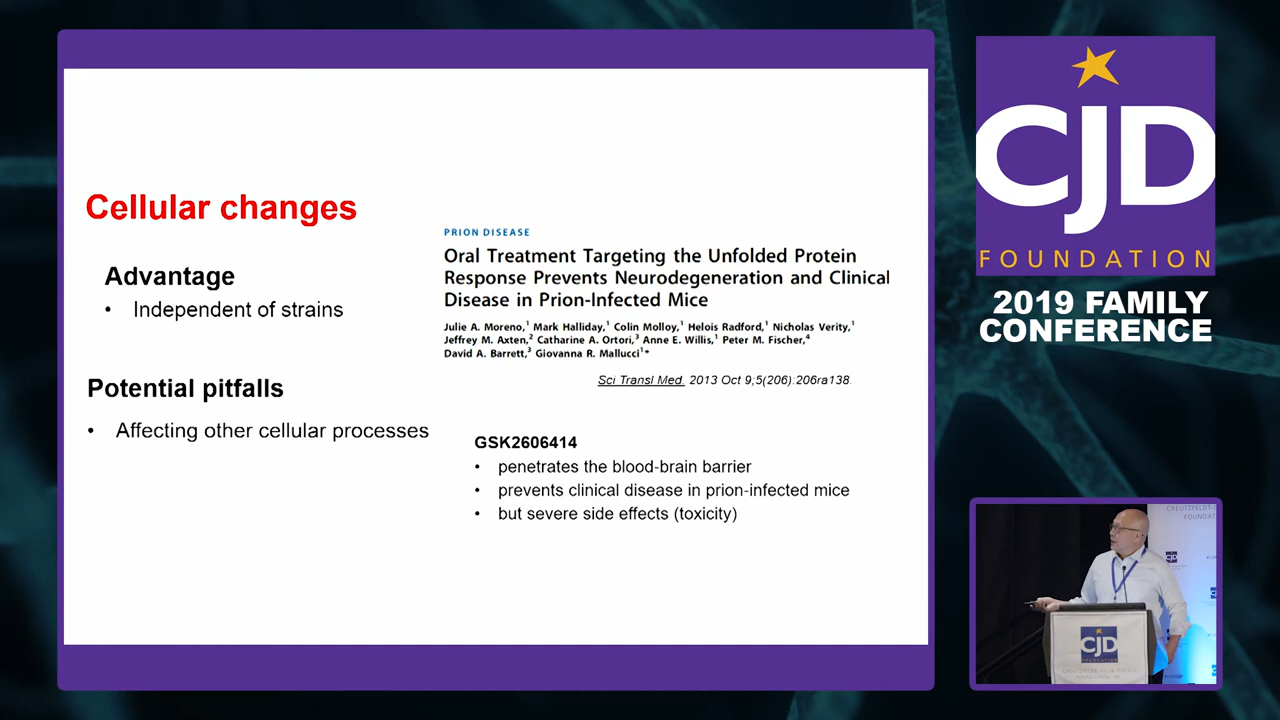 Cellular changes
Advantage
• Independent of strains
Potential pitfalls
• Affecting other cellular processes
PRION DISEASE
Oral Treatment Targeting the Unfolded Protein
Response Prevents Neurodegeneration and Clinical
Disease in Prion-Infected Mice
Julie A. Moreno,¹ Mark Halliday,¹ Colin Molloy,¹ Helois Radford,¹ Nicholas Verity,¹
Jeffrey M. Axten,² Catharine A. Ortori,³ Anne E. Willis,¹ Peter M. Fischer,⁴
David A. Barrett,³ Giovanna R. Mallucci¹*
Sci Transl Med. 2013 Oct 9;5(206):206ra138.
GSK2606414
• penetrates the blood-brain barrier
• prevents clinical disease in prion-infected mice
• but severe side effects (toxicity)
CJD
FOUNDATION
2019 FAMILY
CONFERENCE
CJD
FOUNDATION